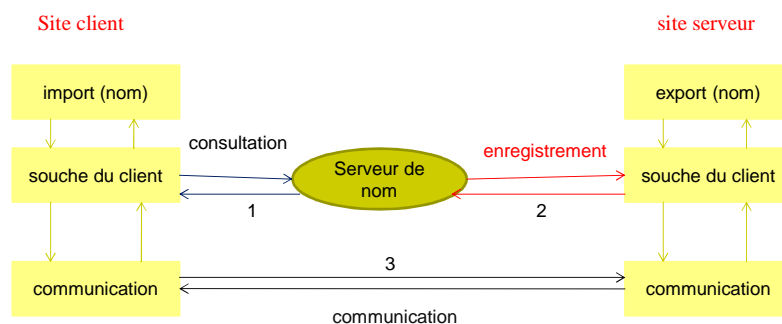 Site client
site serveur
import (nom)
export (nom)
consultation
enregistrement
souche du client
Serveur de
nom
souche du client
1
2
3
communication
communication
communication